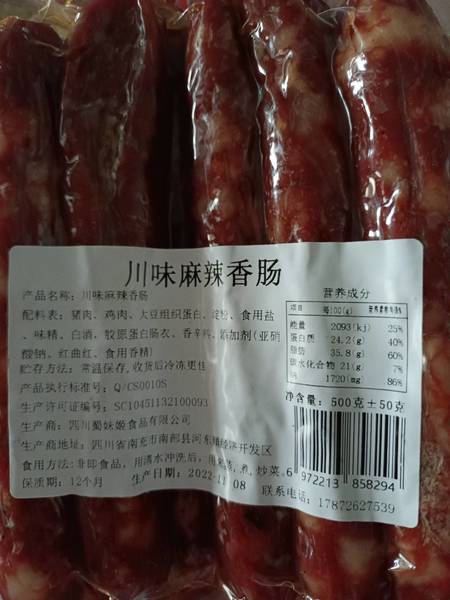 川味麻辣香肠
产品名称：川味麻辣香肠
配料表：猪肉、鸡肉、大豆组织蛋白、淀粉、食用盐
、味精、白酒、胶原蛋白肠衣、香辛料、添加剂（亚硝
酸钠、红曲红、食用香精）
贮存方法：常温保存，收货后冷冻更佳
产品执行标准号：Q/CS0010S
生产许可证编号：SC10451132100093
生产商：四川蜀妹姬食品有限公司
生产商地址：四川省南充市南部县河东镇经济开发区
食用方法：非即食品，用清水冲洗后，用来蒸，煮，炒菜。
保质期：12个月
生产日期：2022-11-08
营养成分
项目 每100(g) 营养素参考值%
能量 2093(kj) 25%
蛋白质 24.2(g) 40%
脂肪 35.8(g) 60%
碳水化合物 21(g) 7%
钠 1720(mg 86%
净含量：500克±50克
6 972213 858294
联系电话：17872627539